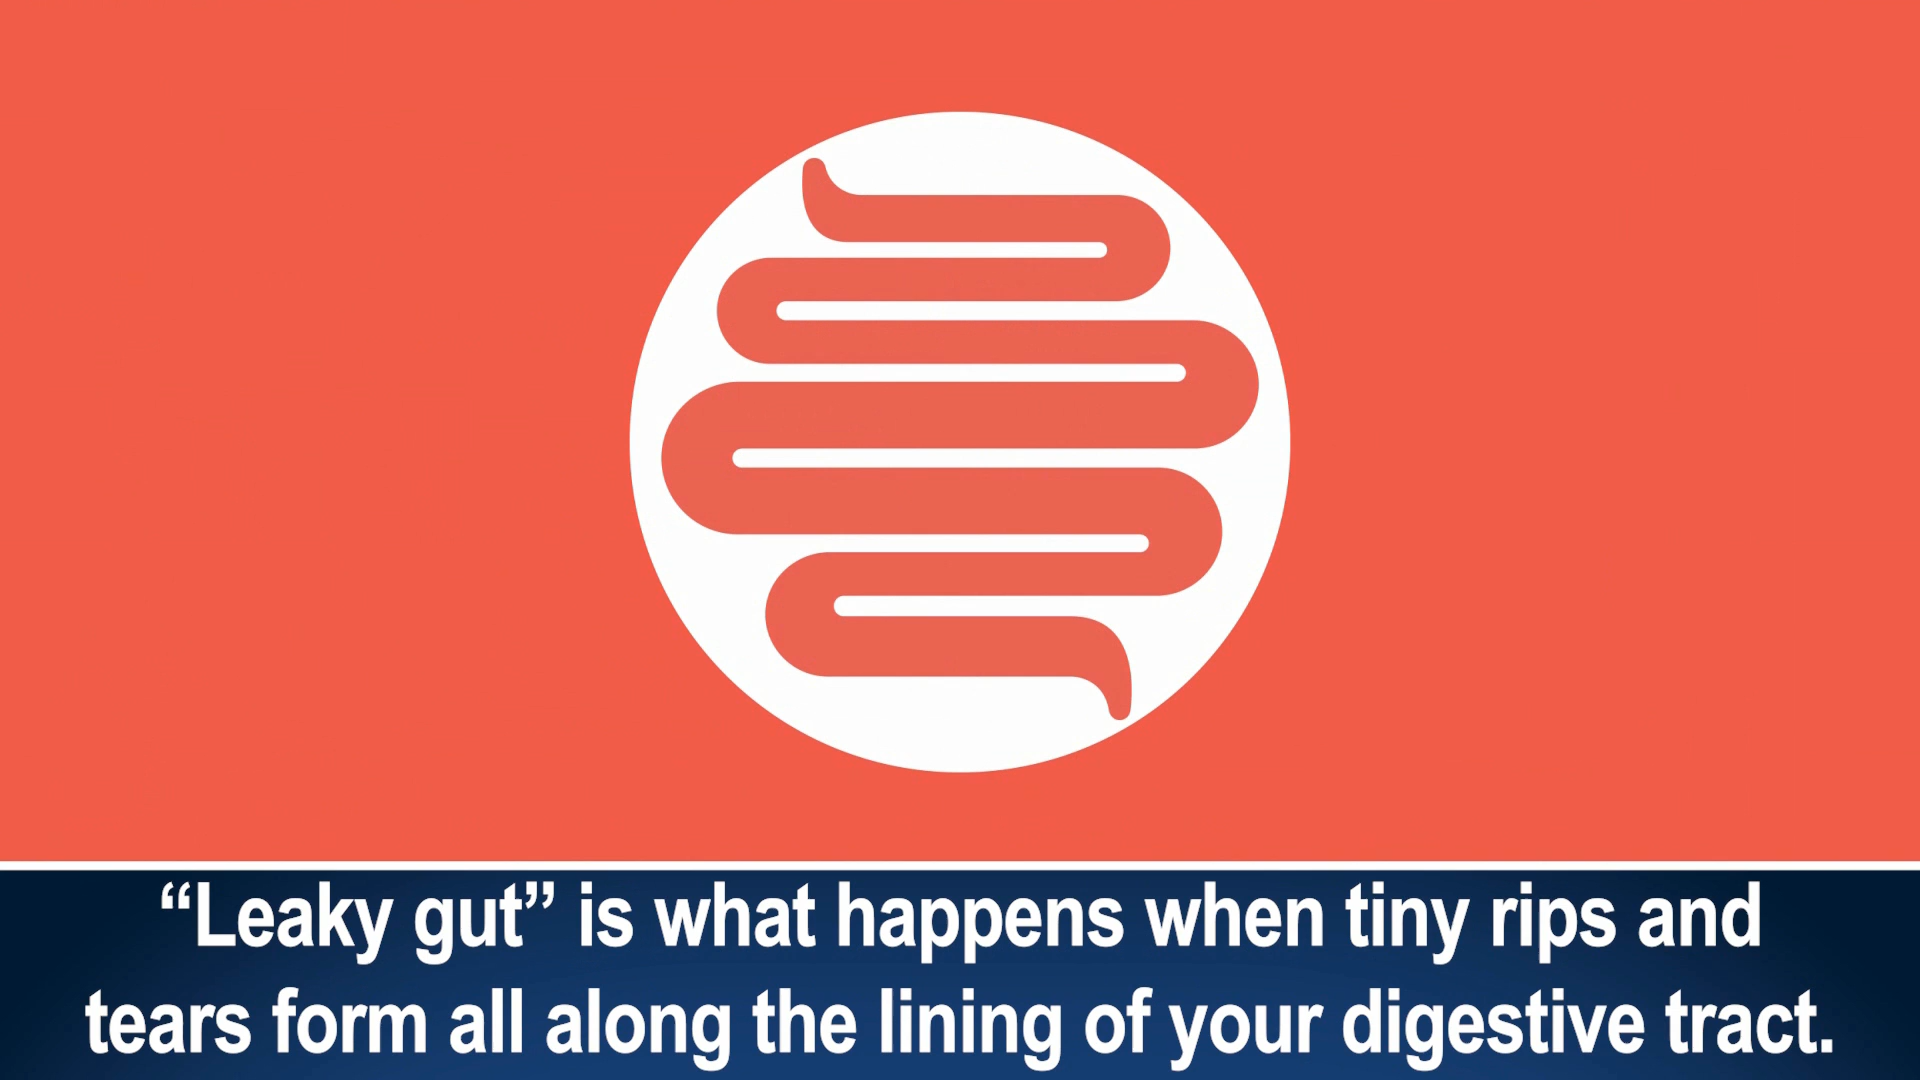 “Leaky gut” is what happens when tiny rips and
tears form all along the lining of your digestive tract.